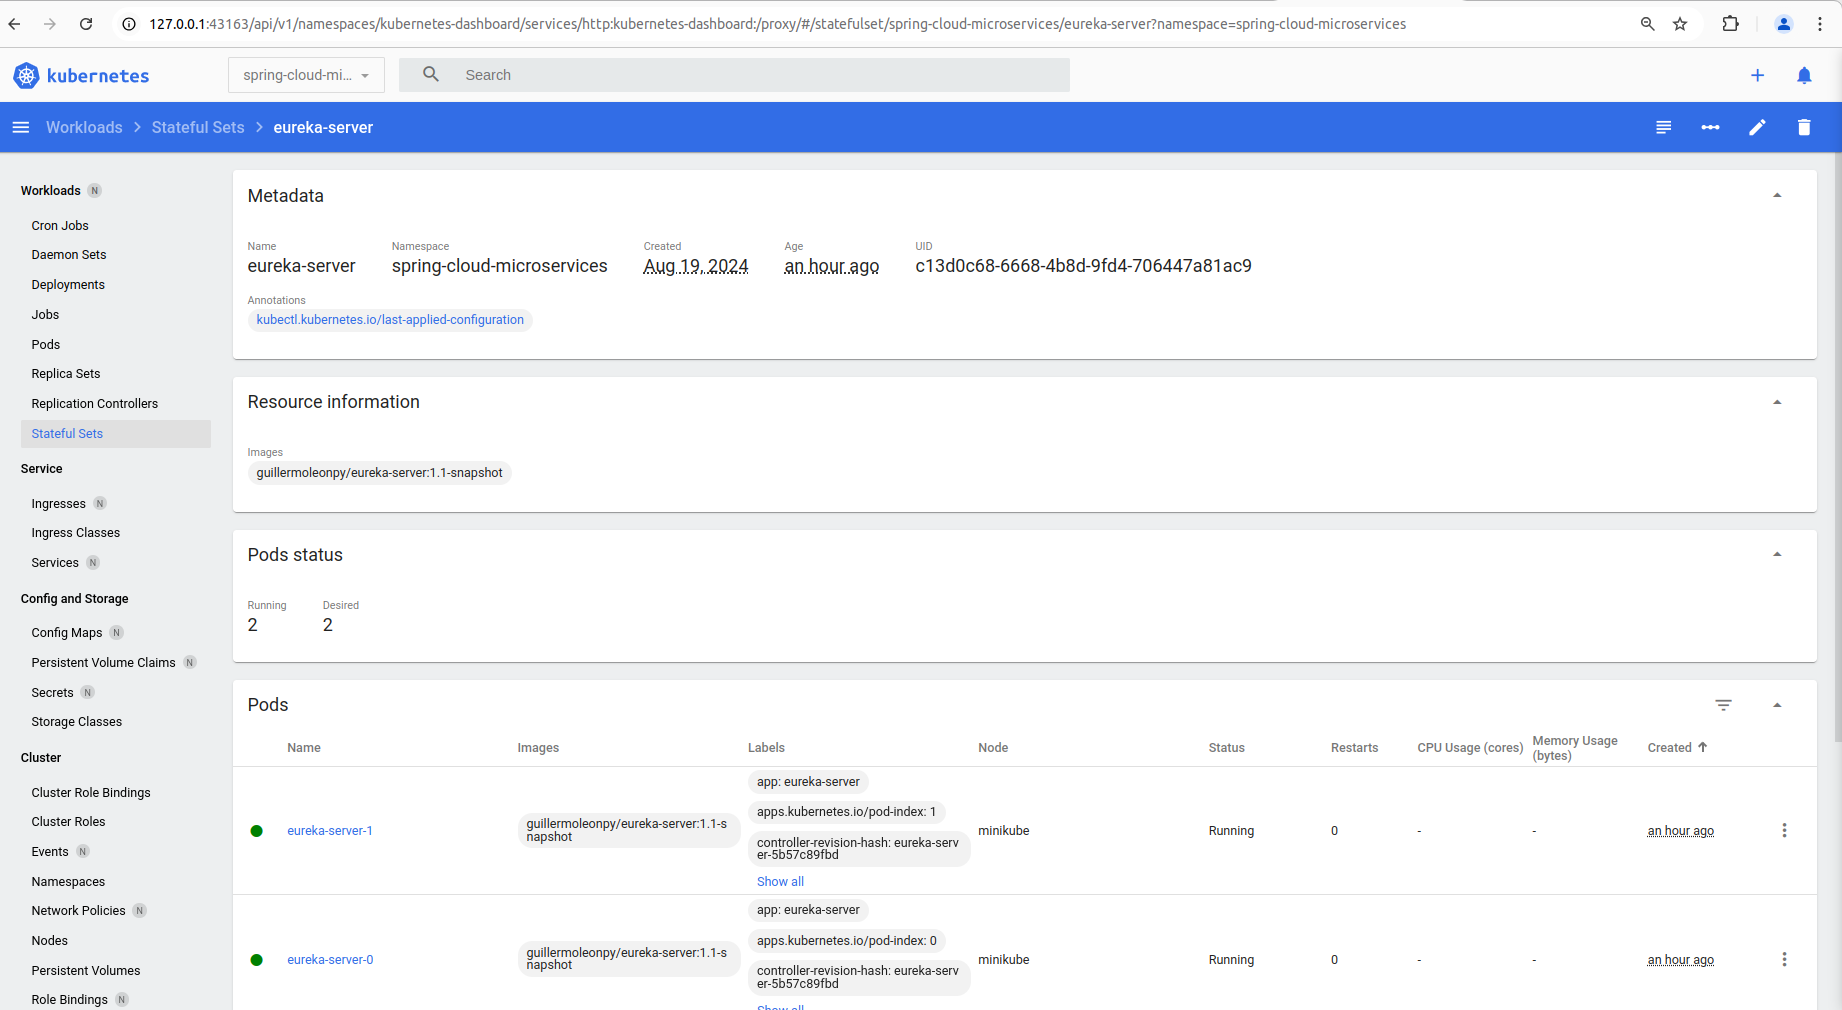 127.0.0.1:43163/api/v1/namespaces/kubernetes-dashboard/services/http:kubernetes-dashboard:/proxy/#/statefulset/spring-cloud-microservices/eureka-server?namespace=spring-cloud-microservices
kubernetes
spring-cloud-mi...
Search
Workloads > Stateful Sets > eureka-server
Workloads N
Cron Jobs
Daemon Sets
Deployments
Jobs
Pods
Replica Sets
Replication Controllers
Stateful Sets
Service
Ingresses N
Ingress Classes
Services N
Config and Storage
Config Maps N
Persistent Volume Claims N
Secrets N
Storage Classes
Cluster
Cluster Role Bindings
Cluster Roles
Events N
Namespaces
Network Policies N
Nodes
Persistent Volumes
Role Bindings N
Metadata
Name Namespace Created Age UID
eureka-server spring-cloud-microservices Aug 19, 2024 an hour ago c13d0c68-6668-4b8d-9fd4-706447a81ac9
Annotations
kubectl.kubernetes.io/last-applied-configuration
Resource information
Images
guillermoleonpy/eureka-server:1.1-snapshot
Pods status
Running Desired
2 2
Pods
Name Images Labels Node Status Restarts CPU Usage (cores) Memory Usage (bytes) Created
app: eureka-server
apps.kubernetes.io/pod-index: 1
eureka-server-1 guillermoleonpy/eureka-server:1.1-s
napshot
minikube Running 0 - - an hour ago
controller-revision-hash: eureka-serv
er-5b57c89fbd
Show all
app: eureka-server
apps.kubernetes.io/pod-index: 0
eureka-server-0 guillermoleonpy/eureka-server:1.1-s
napshot
minikube Running 0 - - an hour ago
controller-revision-hash: eureka-serv
er-5b57c89fbd
Show all